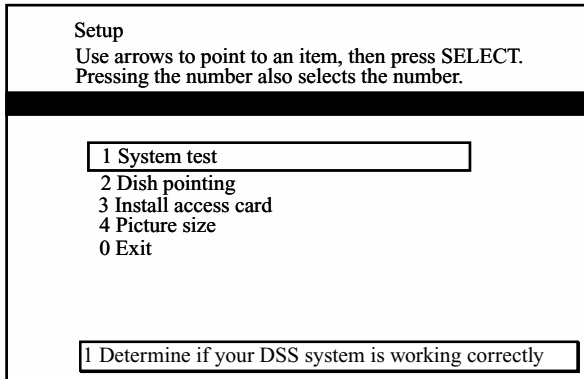 Setup
Use arrows to point to an item, then press SELECT.
Pressing the number also selects the number.
1 System test
2 Dish pointing
3 Install access card
4 Picture size
0 Exit
1 Determine if your DSS system is working correctly